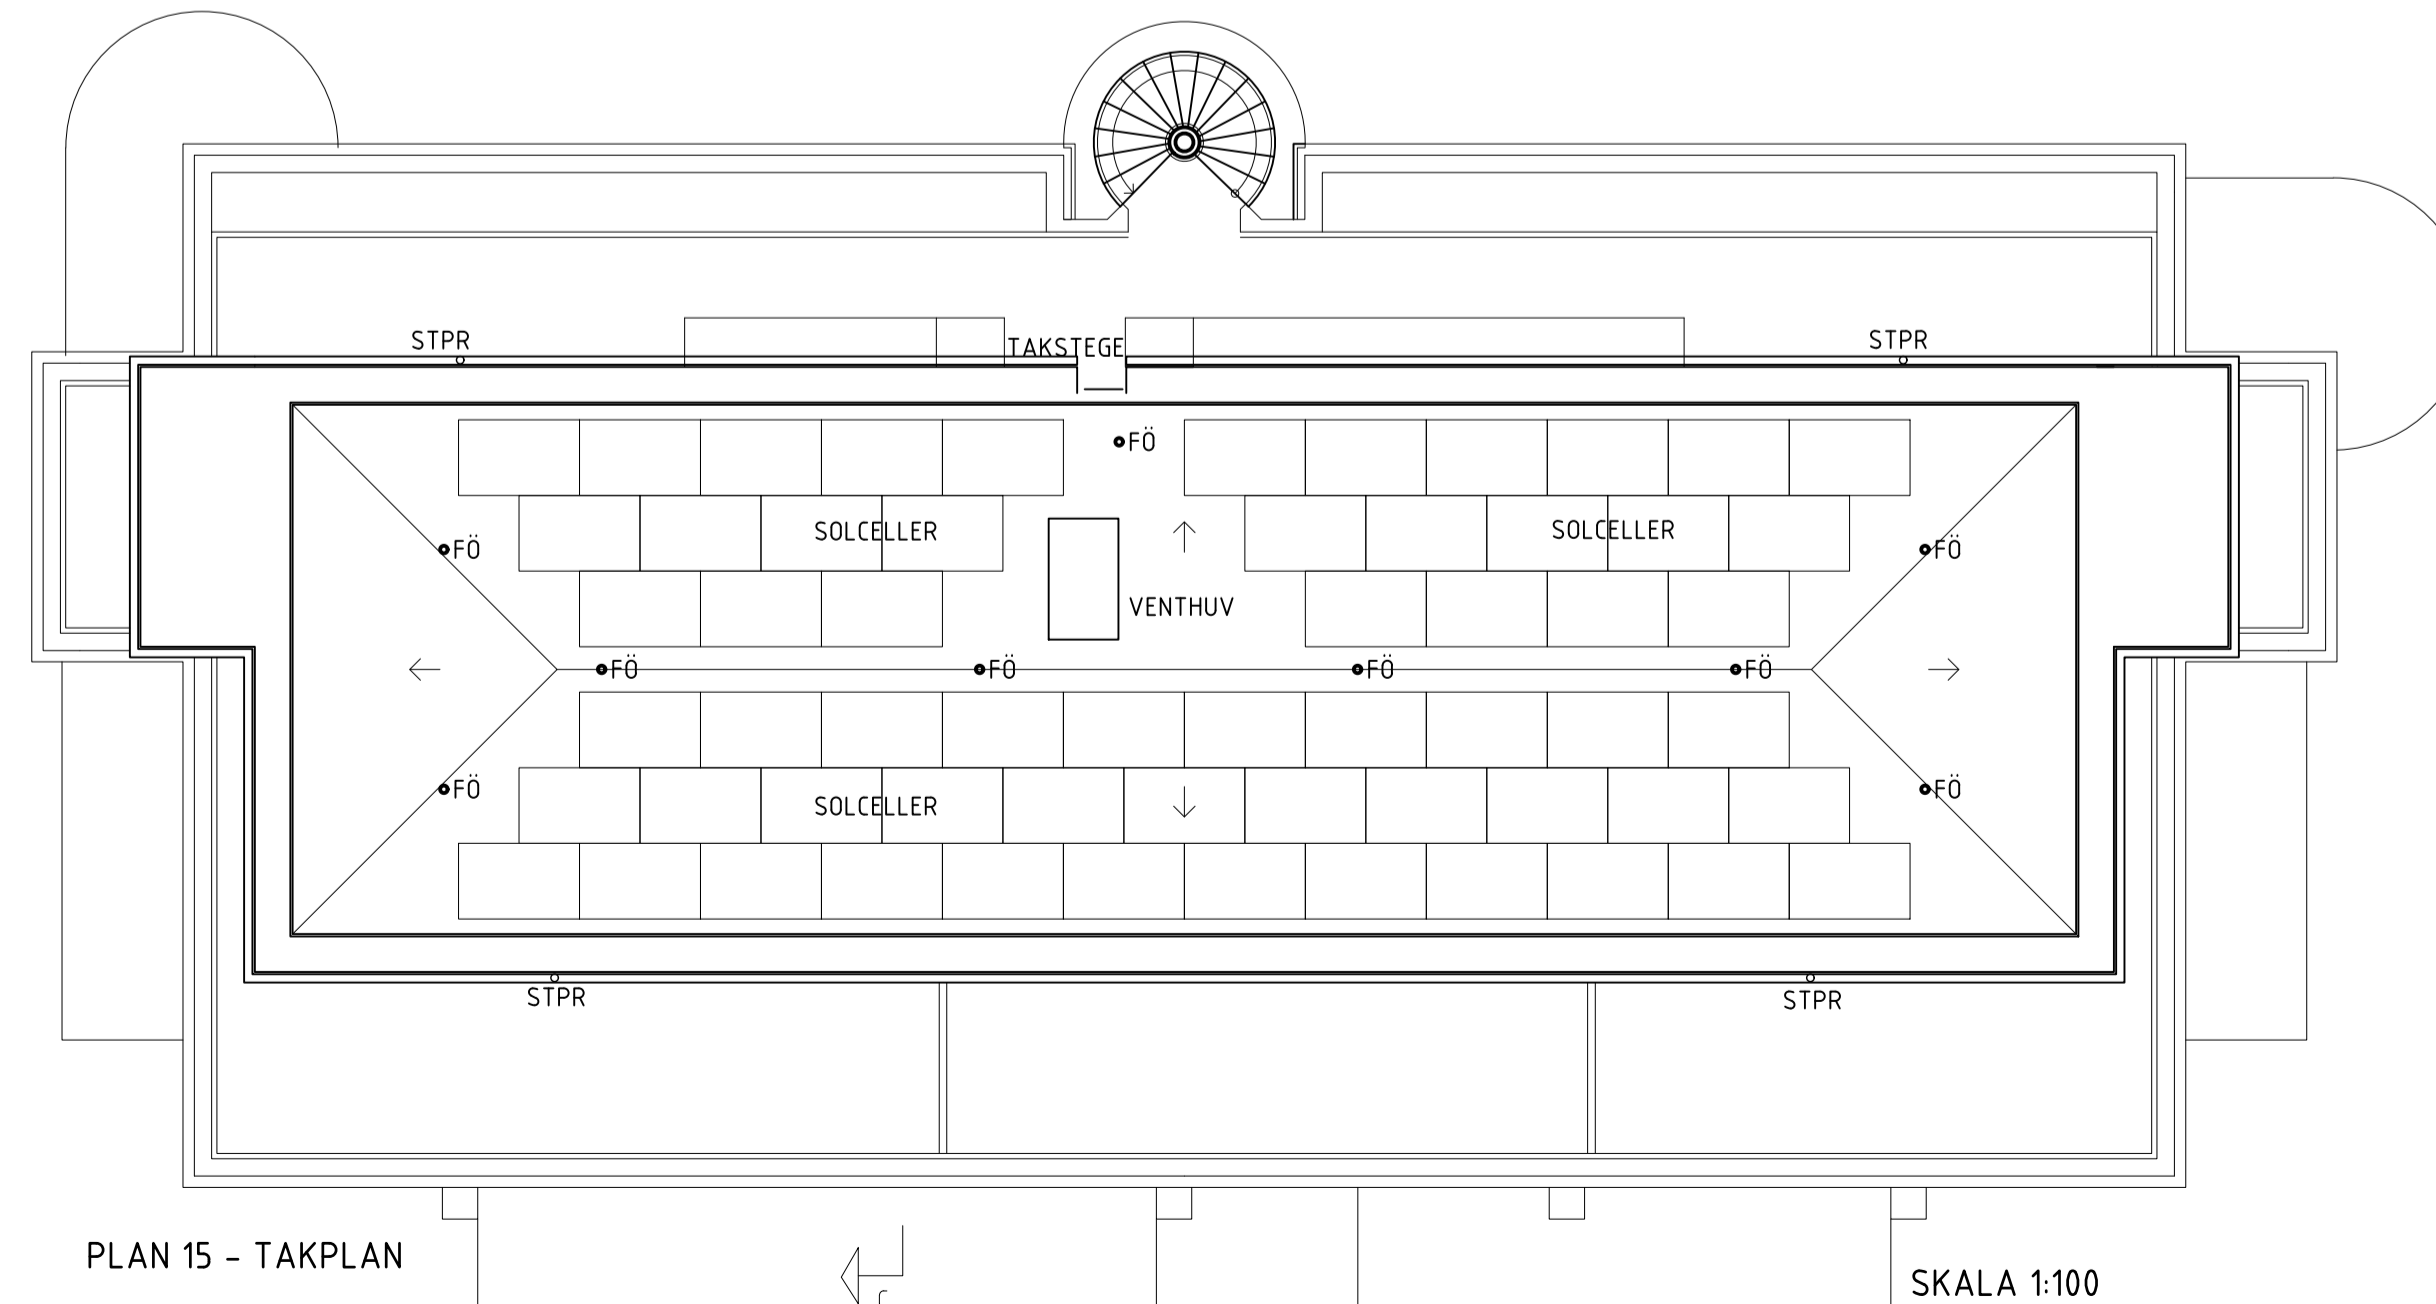 STPR
TAKSTEGE
STPR
FÖ
SOLCELLER
SOLCELLER
FÖ
FÖ
VENTHUV
FÖ
FÖ
FÖ
FÖ
FÖ
SOLCELLER
FÖ
STPR
STPR
PLAN 15 - TAKPLAN
SKALA 1:100